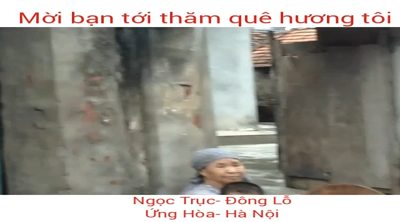 Mời bạn tới thăm quê hương tôi
Ngọc Trục- Đông Lỗ
Ứng Hòa- Hà Nội